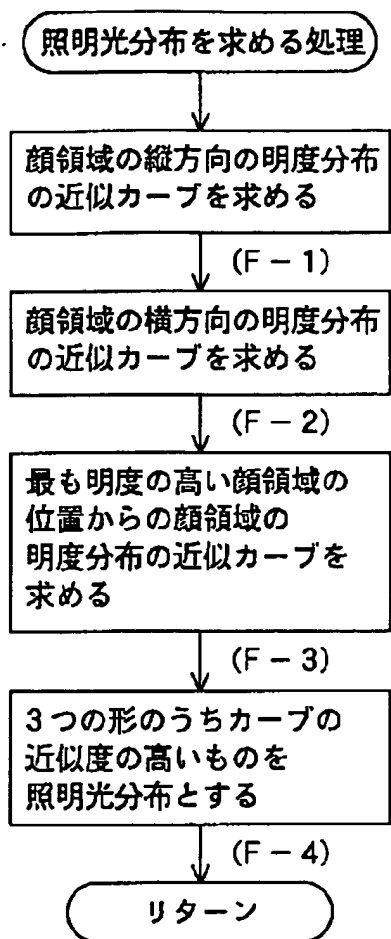 照明光分布を求める処理
顔領域の縦方向の明度分布
の近似カーブを求める
(F－1)
顔領域の横方向の明度分布
の近似カーブを求める
(F－2)
最も明度の高い顔領域の
位置からの顔領域の
明度分布の近似カーブを
求める
(F－3)
3つの形のうちカーブの
近似度の高いものを
照明光分布とする
(F－4)
リターン